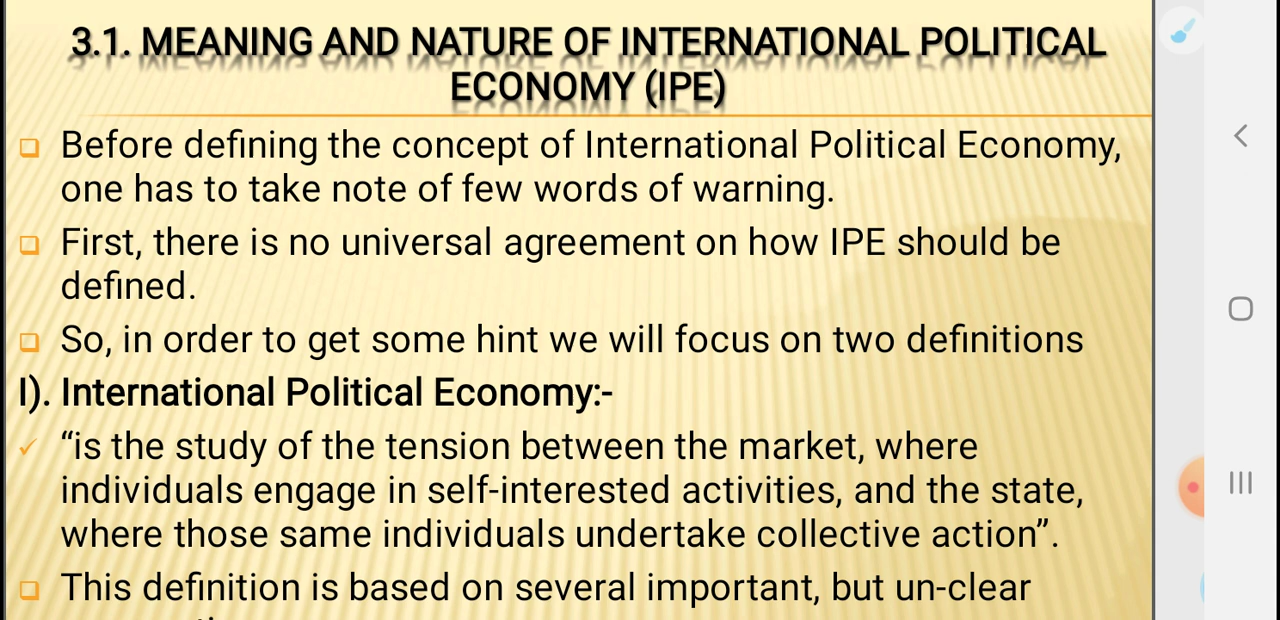 3.1. MEANING AND NATURE OF INTERNATIONAL POLITICAL
ECONOMY (IPE)
Before defining the concept of International Political Economy,
one has to take note of few words of warning.
First, there is no universal agreement on how IPE should be
defined.
So, in order to get some hint we will focus on two definitions
I). International Political Economy:-
“is the study of the tension between the market, where
individuals engage in self-interested activities, and the state,
where those same individuals undertake collective action”.
This definition is based on several important, but un-clear